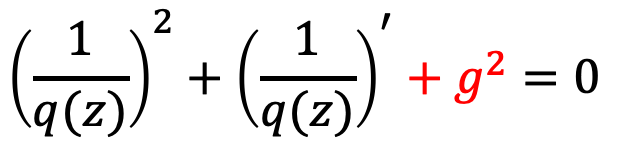 (1/q(z))² + (1/q(z))′ + g² = 0